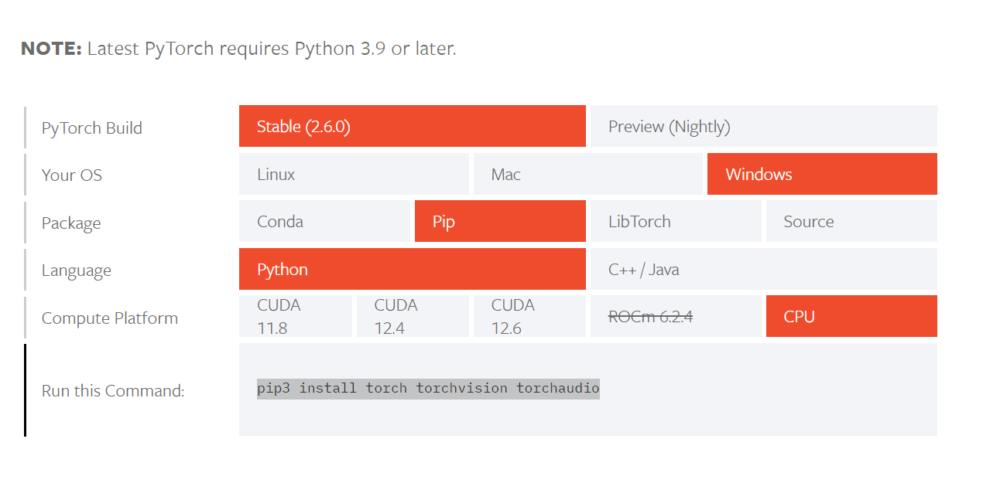 NOTE: Latest PyTorch requires Python 3.9 or later.
PyTorch Build
Stable (2.6.0)
Preview (Nightly)
Your OS
Linux
Mac
Windows
Package
Conda
Pip
LibTorch
Source
Language
Python
C++ / Java
Compute Platform
CUDA
11.8
CUDA
12.4
CUDA
12.6
ROCm 6.2.4
CPU
Run this Command:
pip3 install torch torchvision torchaudio